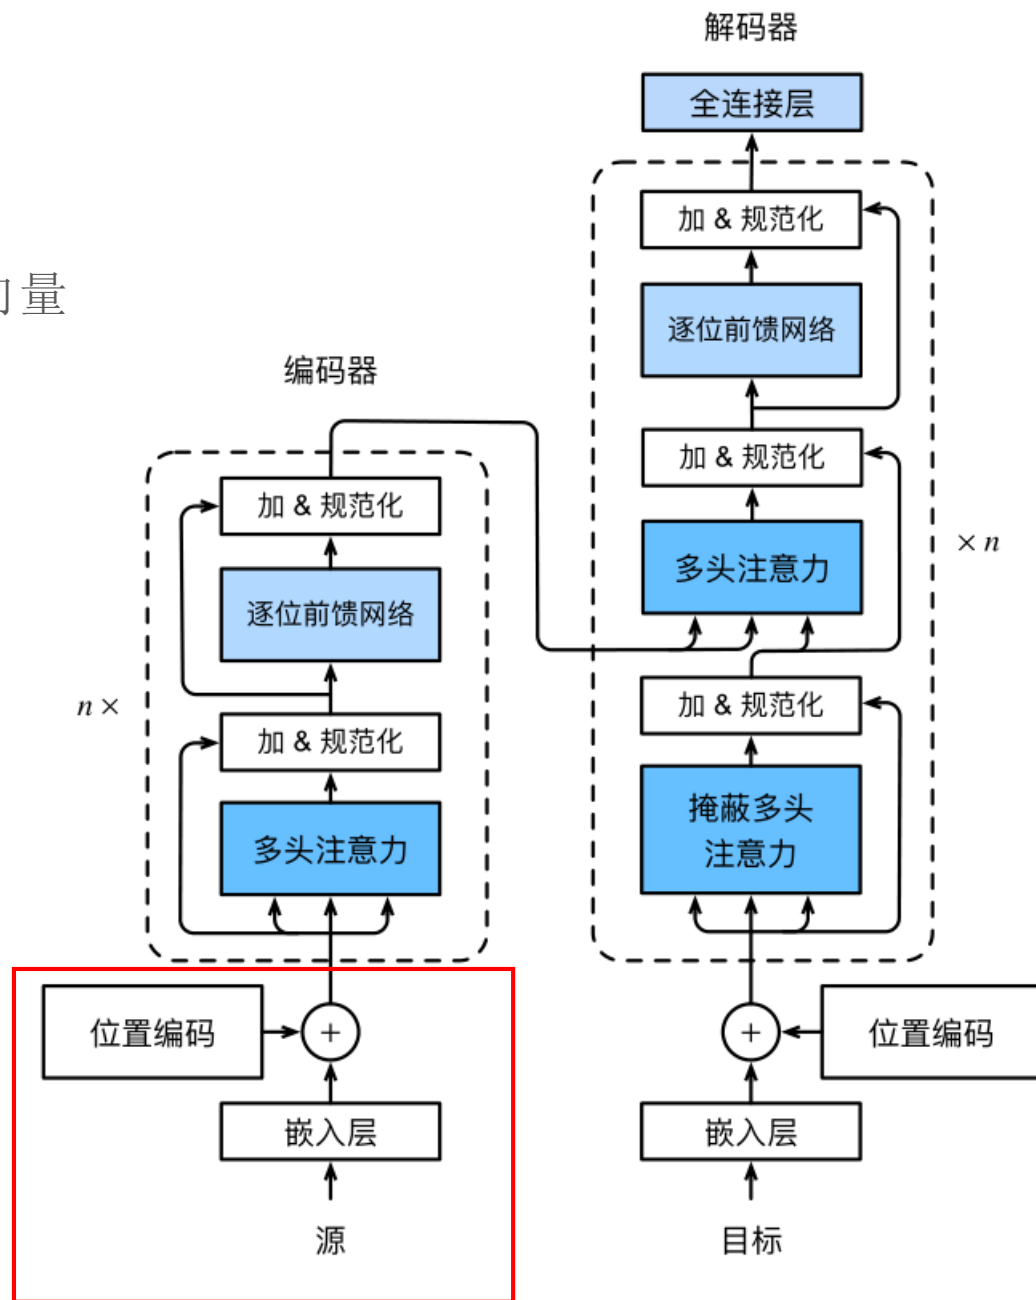 解码器
全连接层
加 & 规范化
逐位前馈网络
加 & 规范化
多头注意力
× n
加 & 规范化
掩蔽多头
注意力
位置编码
嵌入层
目标
量
编码器
加 & 规范化
逐位前馈网络
n ×
加 & 规范化
多头注意力
位置编码
+
嵌入层
源
+